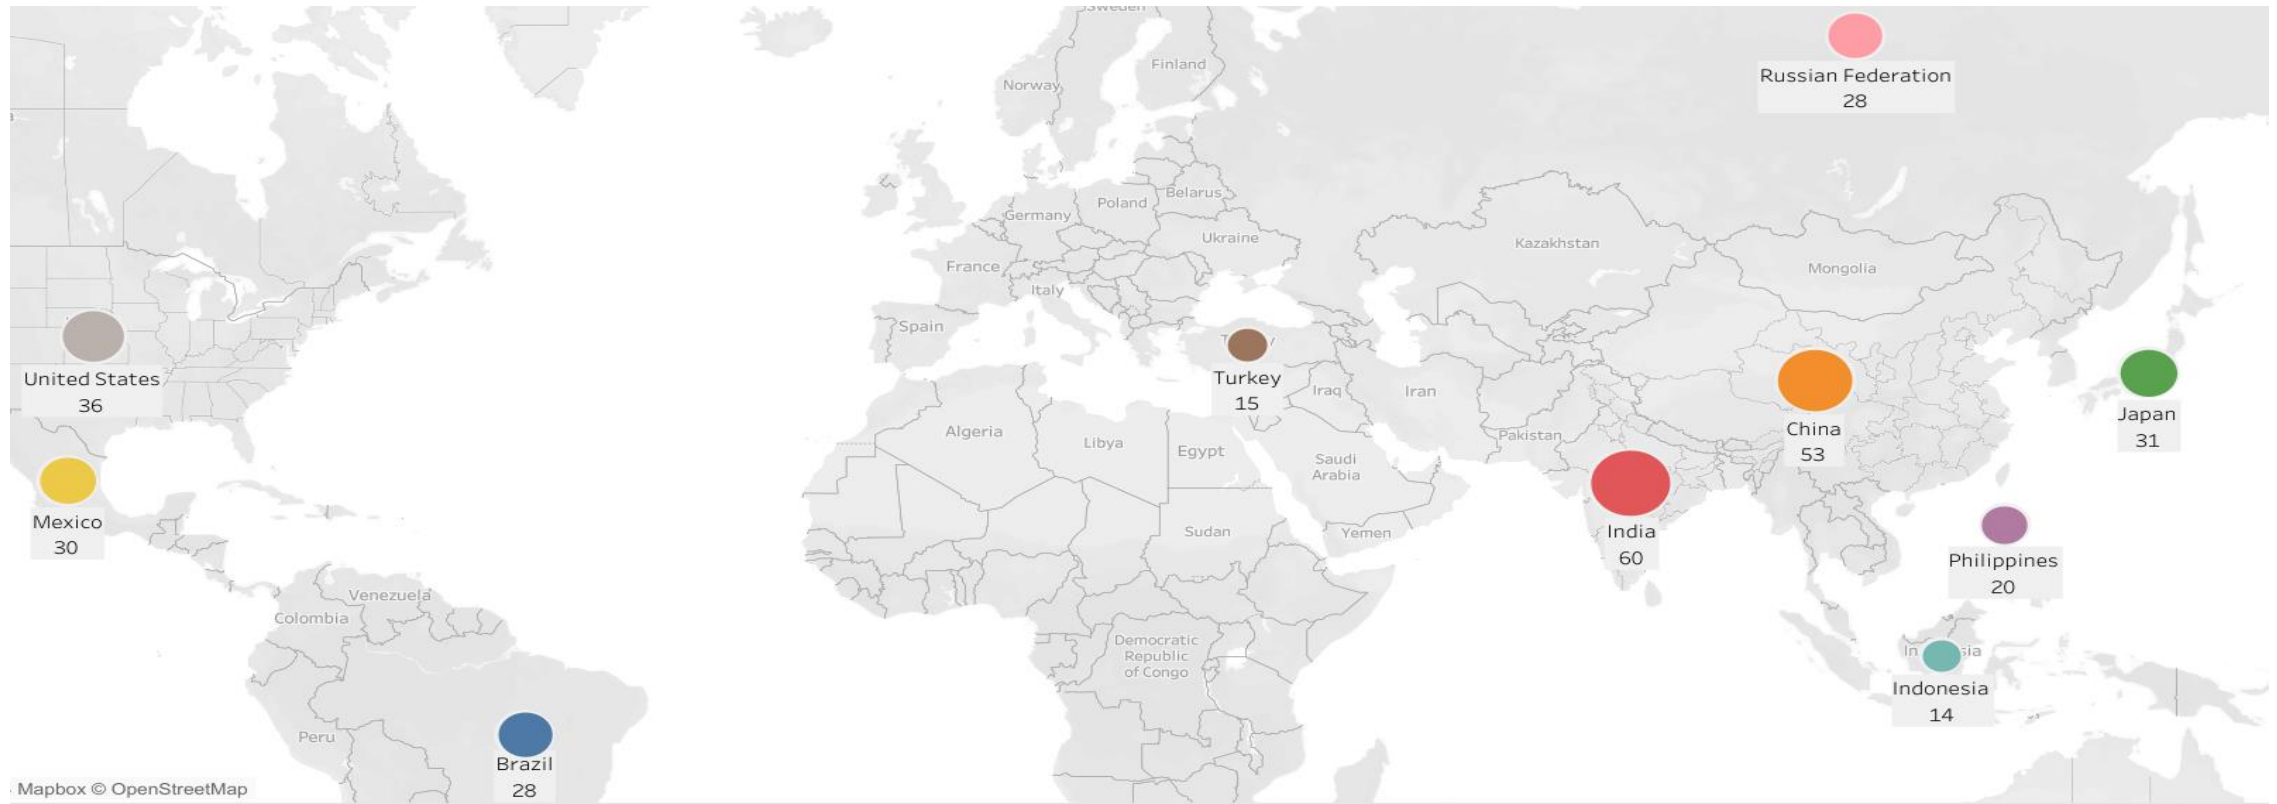 Sweden
Finland
Norway
Russian Federation
28
Belarus
Poland
Germany
Ukraine
Kazakhstan
France
Mongolia
Italy
Spain
United States
36
Turkey
15
Iraq
Iran
China
53
Japan
31
Algeria
Libya
Egypt
Pakistan
Saudi
Arabia
Mexico
30
Sudan
Yemen
India
60
Philippines
20
Venezuela
Colombia
Democratic
Republic
of Congo
Indonesia
14
Peru
Brazil
28
Mapbox © OpenStreetMap